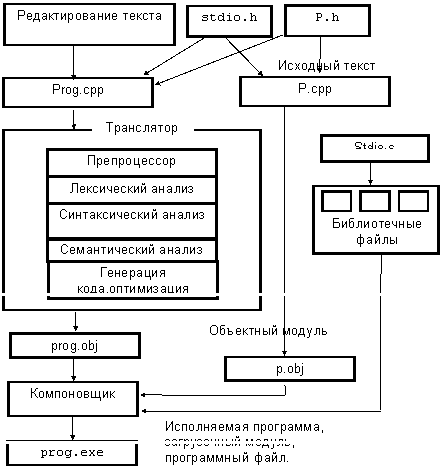 Редактирование текста
stdio.h
P.h
Исходный текст
Prog.cpp
P.cpp
Транслятор
Stdio.c
Препроцессор
Лексический анализ
Синтаксический анализ
Семантический анализ
Генерация
кода.оптимизация
Библиотечные
файлы
Объектный модуль
prog.obj
p.obj
Компоновщик
Исполняемая программа,
загрузочный модуль,
программный файл.
prog.exe